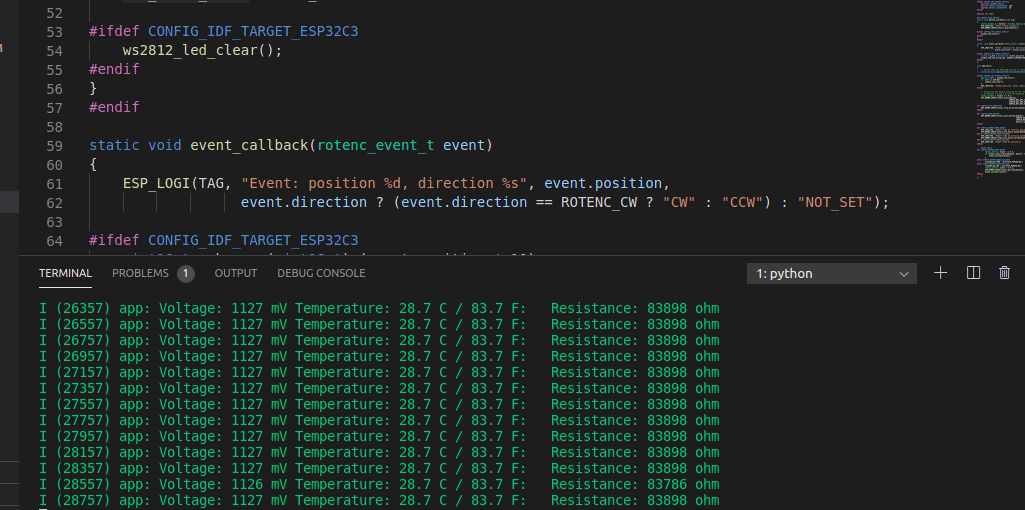 52
53 #ifdef CONFIG_IDF_TARGET_ESP32C3
54 ws2812_led_clear();
55 #endif
56 }
57 #endif
58
59 static void event_callback(rotenc_event_t event)
60 {
61 ESP_LOGI(TAG, "Event: position %d, direction %s", event.position,
62 event.direction ? (event.direction == ROTENC_CW ? "CW" : "CCW") : "NOT_SET");
63
64 #ifdef CONFIG_IDF_TARGET_ESP32C3
TERMINAL PROBLEMS 1 OUTPUT DEBUG CONSOLE 1: python
I (26357) app: Voltage: 1127 mV Temperature: 28.7 C / 83.7 F: Resistance: 83898 ohm
I (26557) app: Voltage: 1127 mV Temperature: 28.7 C / 83.7 F: Resistance: 83898 ohm
I (26757) app: Voltage: 1127 mV Temperature: 28.7 C / 83.7 F: Resistance: 83898 ohm
I (26957) app: Voltage: 1127 mV Temperature: 28.7 C / 83.7 F: Resistance: 83898 ohm
I (27157) app: Voltage: 1127 mV Temperature: 28.7 C / 83.7 F: Resistance: 83898 ohm
I (27357) app: Voltage: 1127 mV Temperature: 28.7 C / 83.7 F: Resistance: 83898 ohm
I (27557) app: Voltage: 1127 mV Temperature: 28.7 C / 83.7 F: Resistance: 83898 ohm
I (27757) app: Voltage: 1127 mV Temperature: 28.7 C / 83.7 F: Resistance: 83898 ohm
I (27957) app: Voltage: 1127 mV Temperature: 28.7 C / 83.7 F: Resistance: 83898 ohm
I (28157) app: Voltage: 1127 mV Temperature: 28.7 C / 83.7 F: Resistance: 83898 ohm
I (28357) app: Voltage: 1127 mV Temperature: 28.7 C / 83.7 F: Resistance: 83898 ohm
I (28557) app: Voltage: 1126 mV Temperature: 28.7 C / 83.7 F: Resistance: 83786 ohm
I (28757) app: Voltage: 1127 mV Temperature: 28.7 C / 83.7 F: Resistance: 83898 ohm